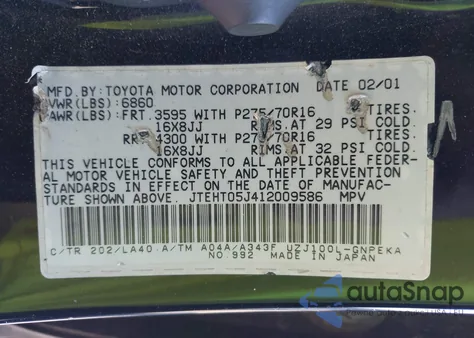 MFD. BY: TOYOTA MOTOR CORPORATION DATE 02/01
VWR(LBS): 6860
AWR(LBS): FRT. 3595 WITH P275/70R16 TIRES.
16X8JJ RIMS AT 29 PSI COLD.
RR. 4300 WITH P275/70R16 TIRES.
16X8JJ RIMS AT 32 PSI COLD.
THIS VEHICLE CONFORMS TO ALL APPLICABLE FEDER-
AL MOTOR VEHICLE SAFETY AND THEFT PREVENTION
STANDARDS IN EFFECT ON THE DATE OF MANUFAC-
TURE SHOWN ABOVE. JTEHT05J412009586 MPV
C/TR 202/LA40 A/TM A04A/A343F UZJ100L-GNPEKA
NO.992 MADE IN JAPAN
autoSnap